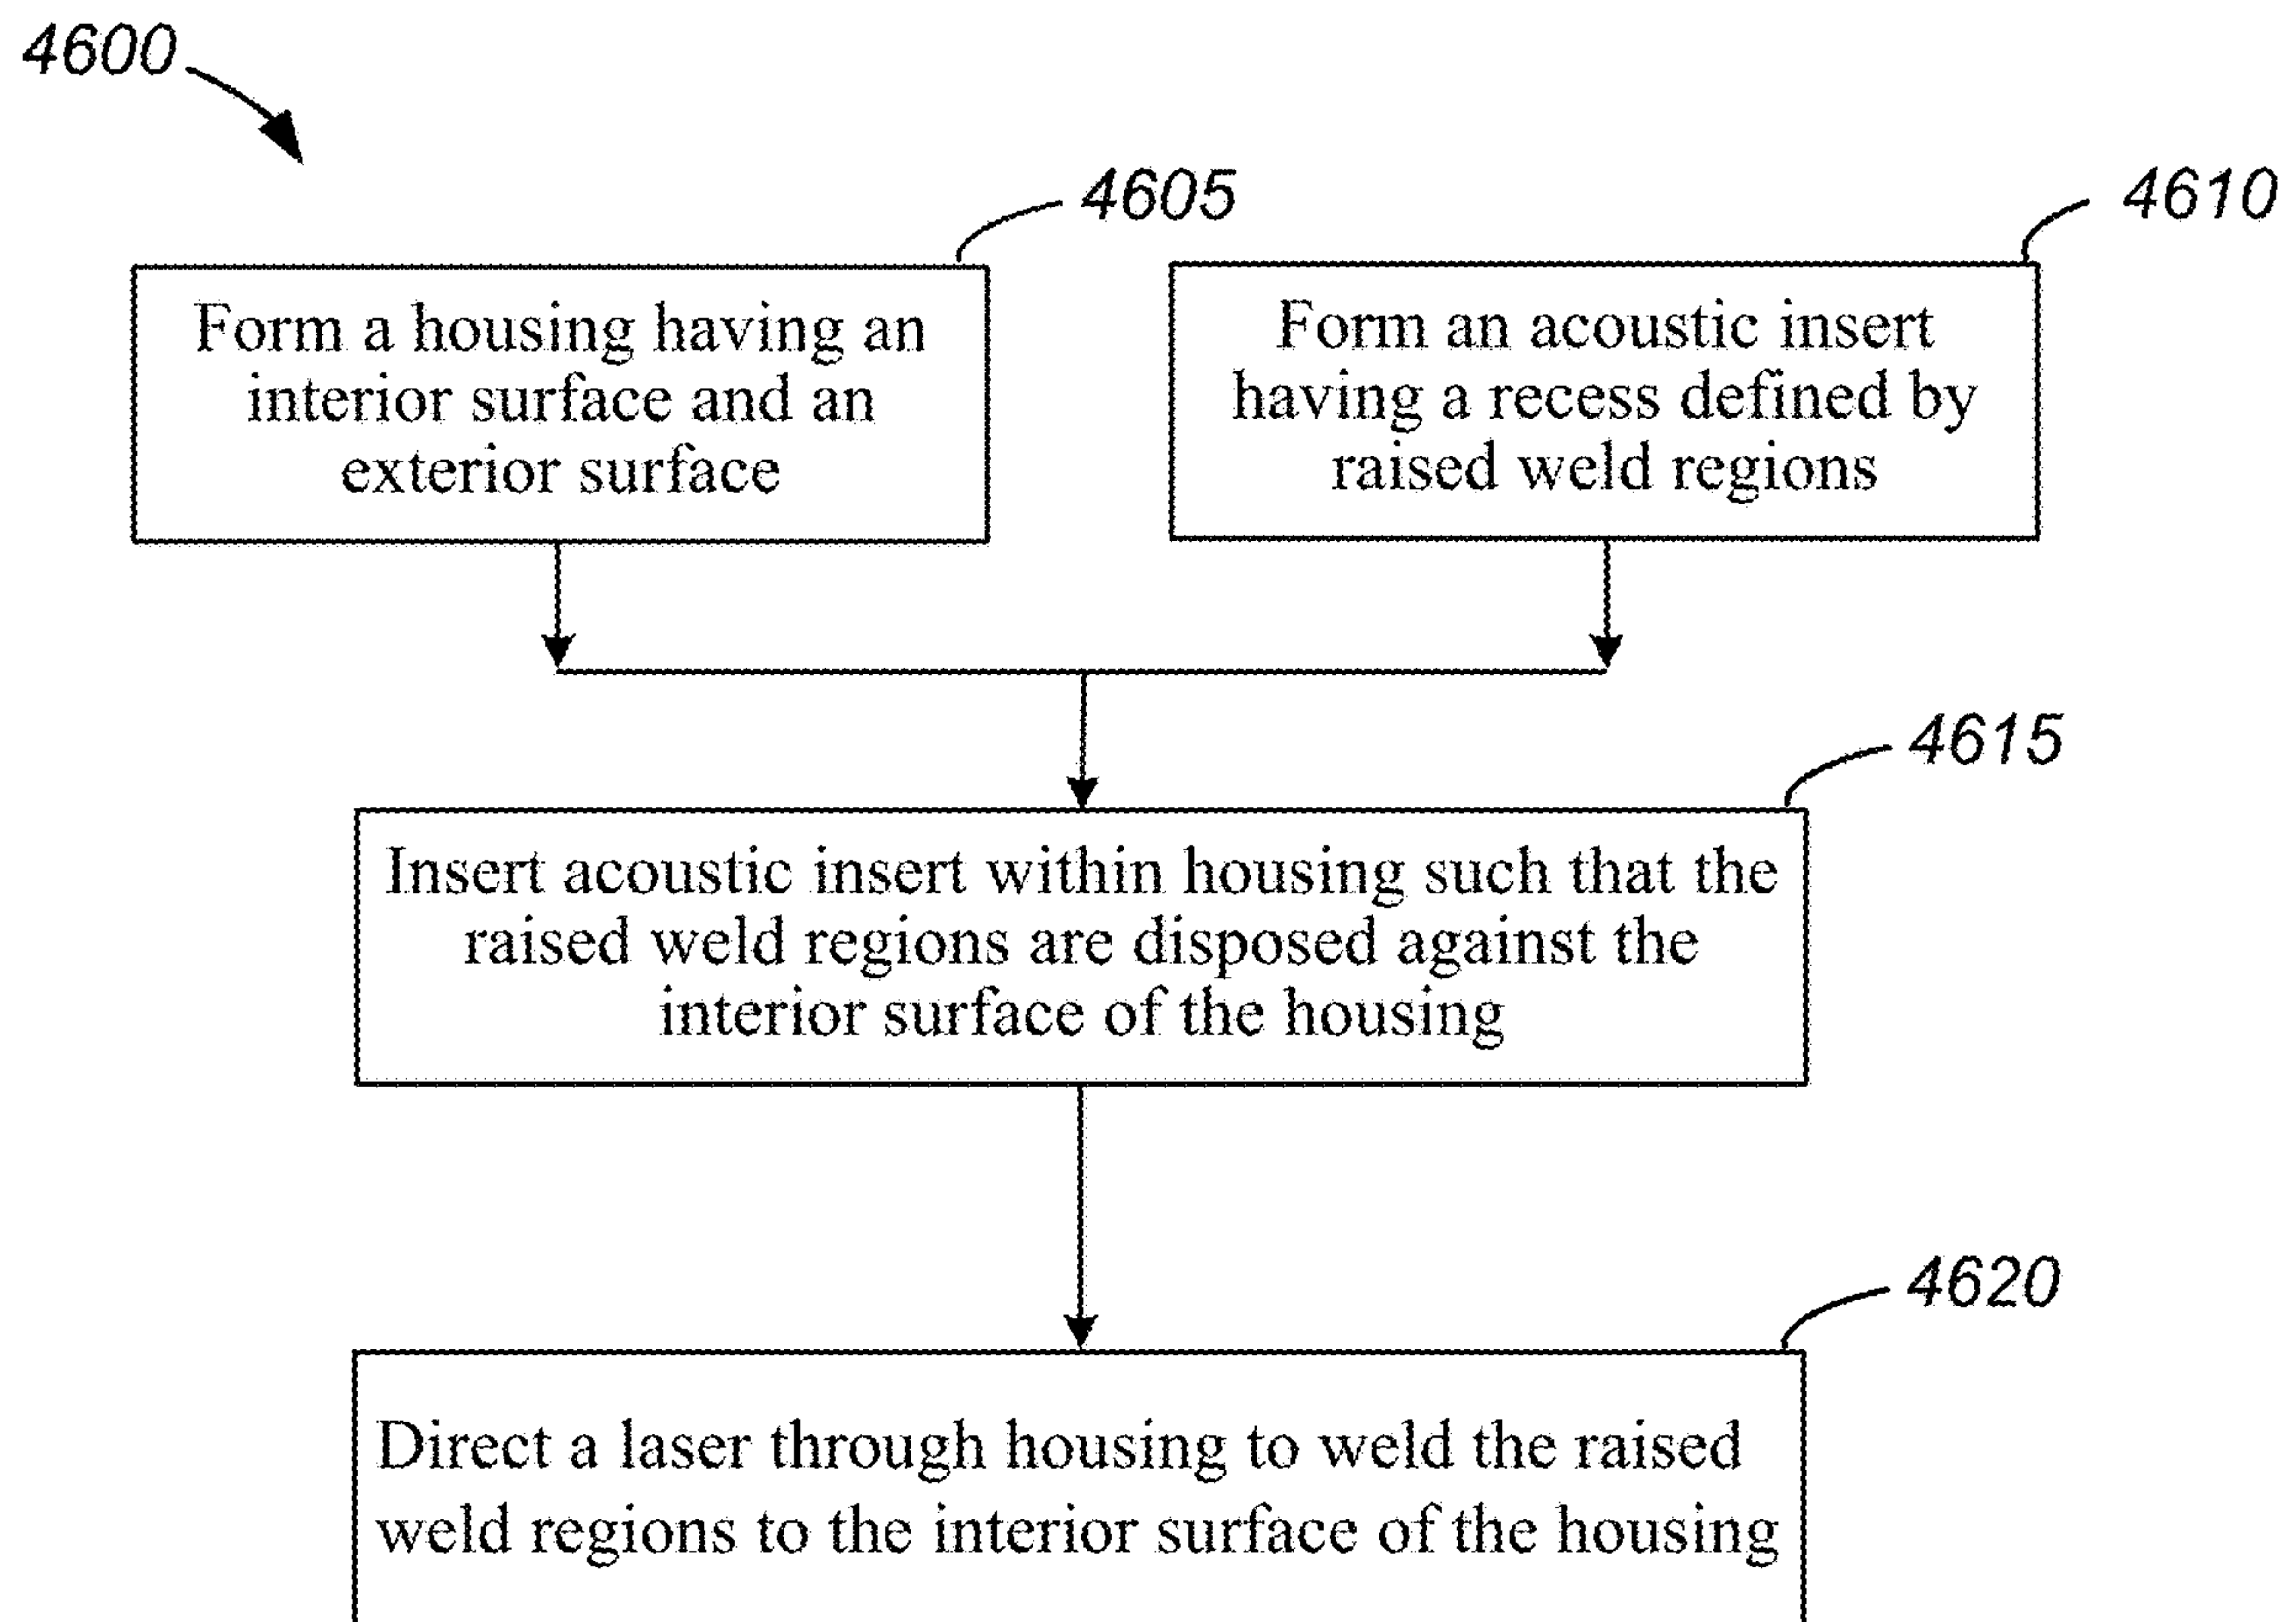 4600
4605
4610
Form a housing having an
interior surface and an
exterior surface
Form an acoustic insert
having a recess defined by
raised weld regions
4615
Insert acoustic insert within housing such that the
raised weld regions are disposed against the
interior surface of the housing
4620
Direct a laser through housing to weld the raised
weld regions to the interior surface of the housing